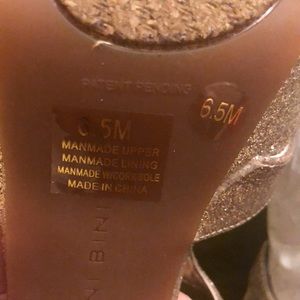 PATENT PENDING
6.5M
6.5M
MANMADE UPPER
MANMADE LINING
MANMADE W/CORK SOLE
MADE IN CHINA